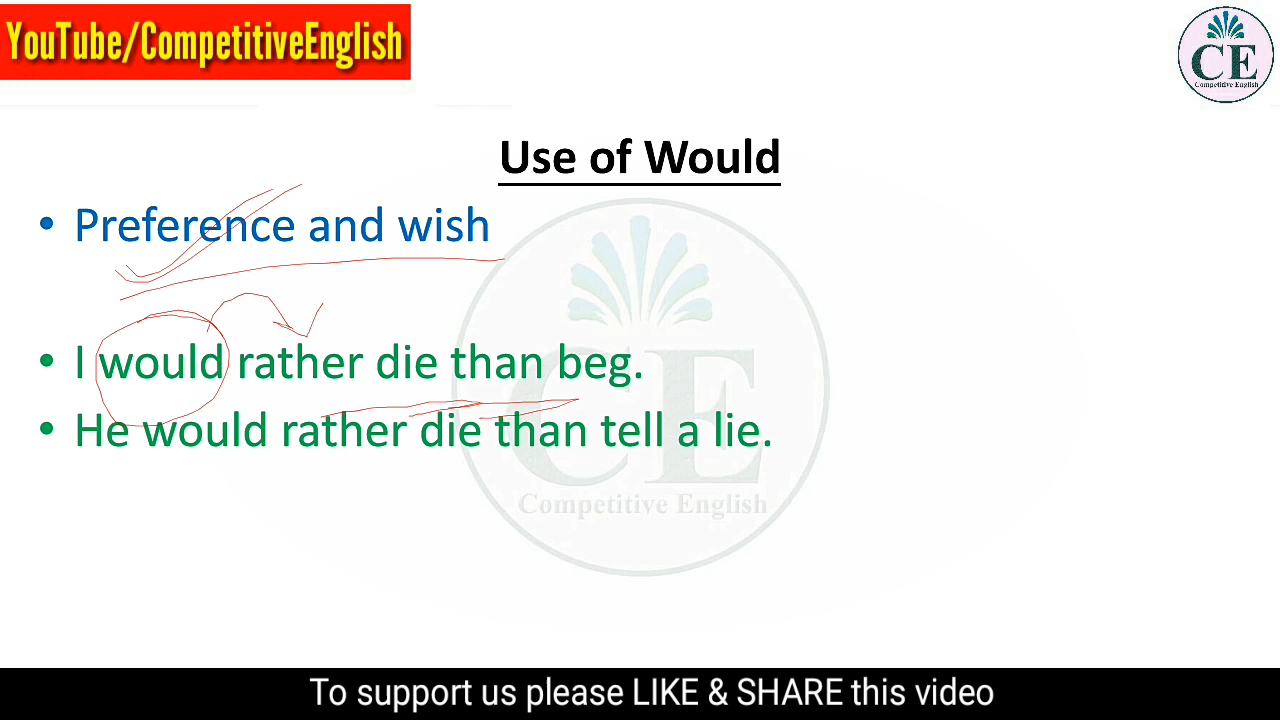 YouTube/CompetitiveEnglish
CE
Competitive English
Use of Would
• Preference and wish
• I would rather die than beg.
• He would rather die than tell a lie.
CE
Competitive English
To support us please LIKE & SHARE this video